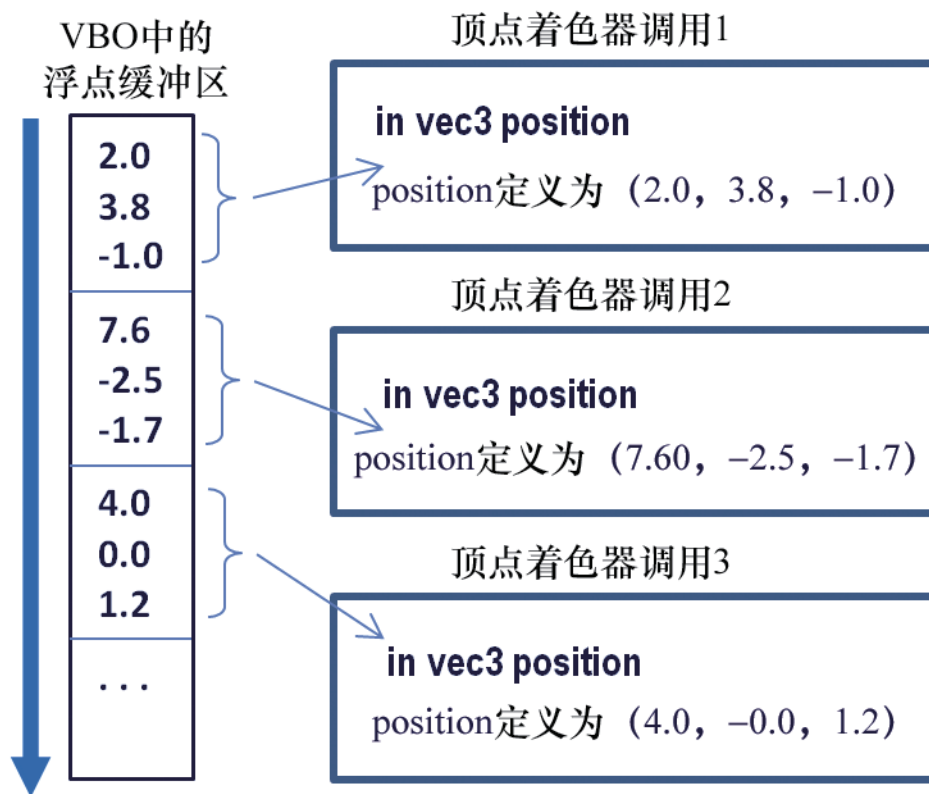 VBO中的
浮点缓冲区
2.0
3.8
-1.0
7.6
-2.5
-1.7
4.0
0.0
1.2
...
顶点着色器调用1
in vec3 position
position定义为（2.0，3.8，−1.0）
顶点着色器调用2
in vec3 position
position定义为（7.60，−2.5，−1.7）
顶点着色器调用3
in vec3 position
position定义为（4.0，−0.0，1.2）